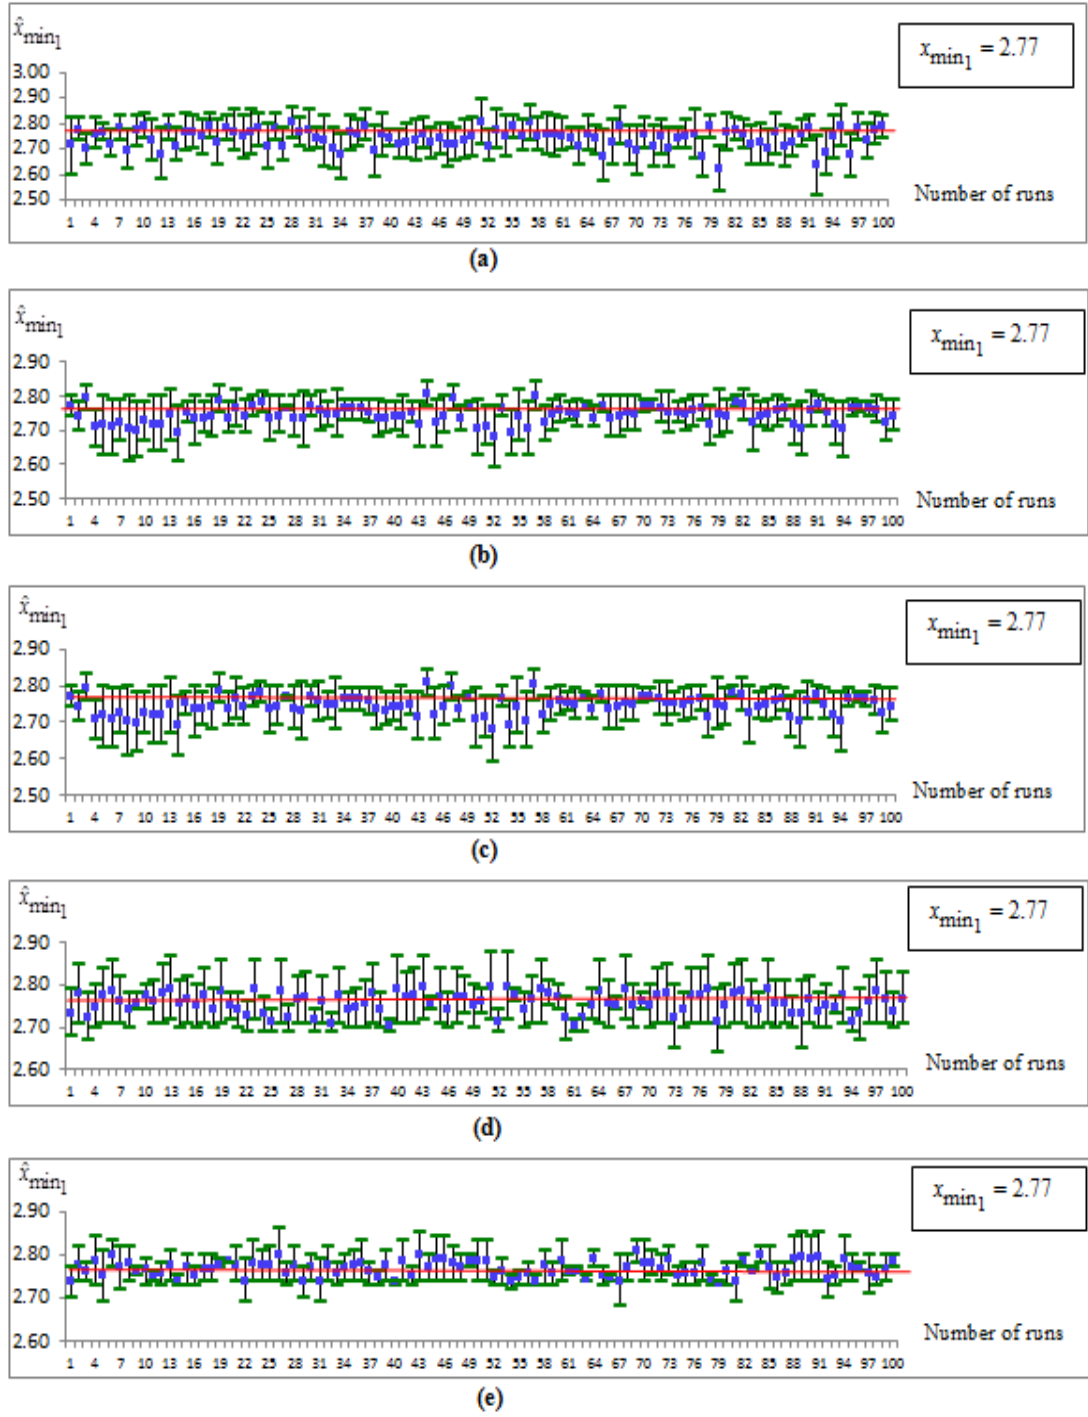 x̂min1
xmin1 = 2.77
3.00
2.90
2.80
2.70
2.60
2.50
Number of runs
1 4 7 10 13 16 19 22 25 28 31 34 37 40 43 46 49 52 55 58 61 64 67 70 73 76 79 82 85 88 91 94 97 100
(a)
x̂min1
xmin1 = 2.77
2.90
2.80
2.70
2.60
2.50
Number of runs
1 4 7 10 13 16 19 22 25 28 31 34 37 40 43 46 49 52 55 58 61 64 67 70 73 76 79 82 85 88 91 94 97 100
(b)
x̂min1
xmin1 = 2.77
2.90
2.80
2.70
2.60
2.50
Number of runs
1 4 7 10 13 16 19 22 25 28 31 34 37 40 43 46 49 52 55 58 61 64 67 70 73 76 79 82 85 88 91 94 97 100
(c)
x̂min1
xmin1 = 2.77
2.90
2.80
2.70
2.60
Number of runs
1 4 7 10 13 16 19 22 25 28 31 34 37 40 43 46 49 52 55 58 61 64 67 70 73 76 79 82 85 88 91 94 97 100
(d)
x̂min1
xmin1 = 2.77
2.90
2.80
2.70
2.60
Number of runs
1 4 7 10 13 16 19 22 25 28 31 34 37 40 43 46 49 52 55 58 61 64 67 70 73 76 79 82 85 88 91 94 97 100
(e)